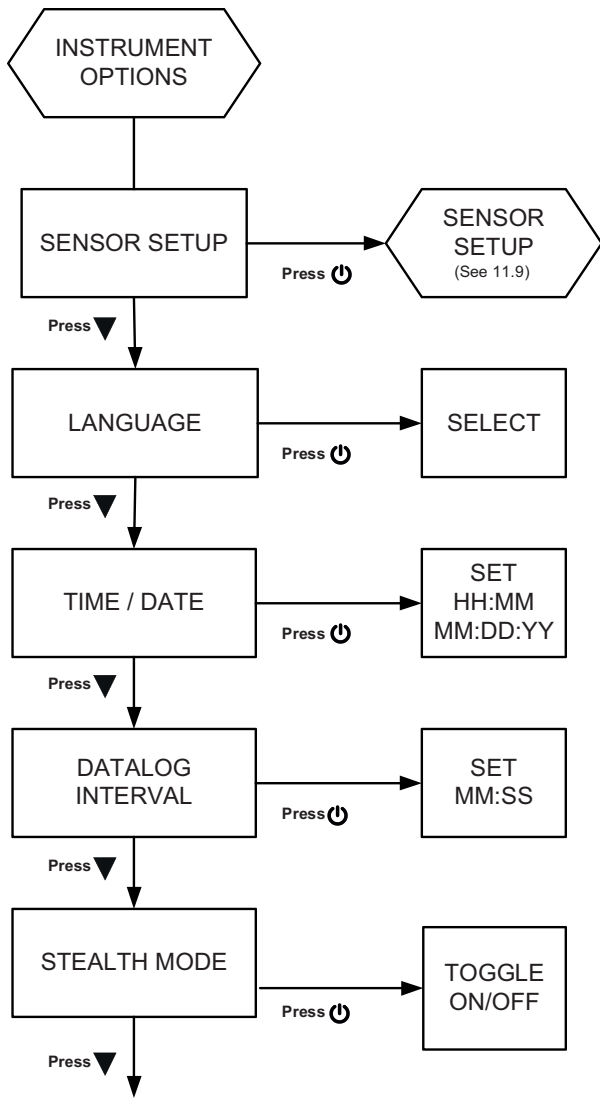 INSTRUMENT
OPTIONS
SENSOR SETUP
Press
SENSOR
SETUP
(See 11.9)
Press
LANGUAGE
Press
SELECT
Press
TIME / DATE
Press
SET
HH:MM
MM:DD:YY
Press
DATALOG
INTERVAL
Press
SET
MM:SS
Press
STEALTH MODE
Press
TOGGLE
ON/OFF
Press